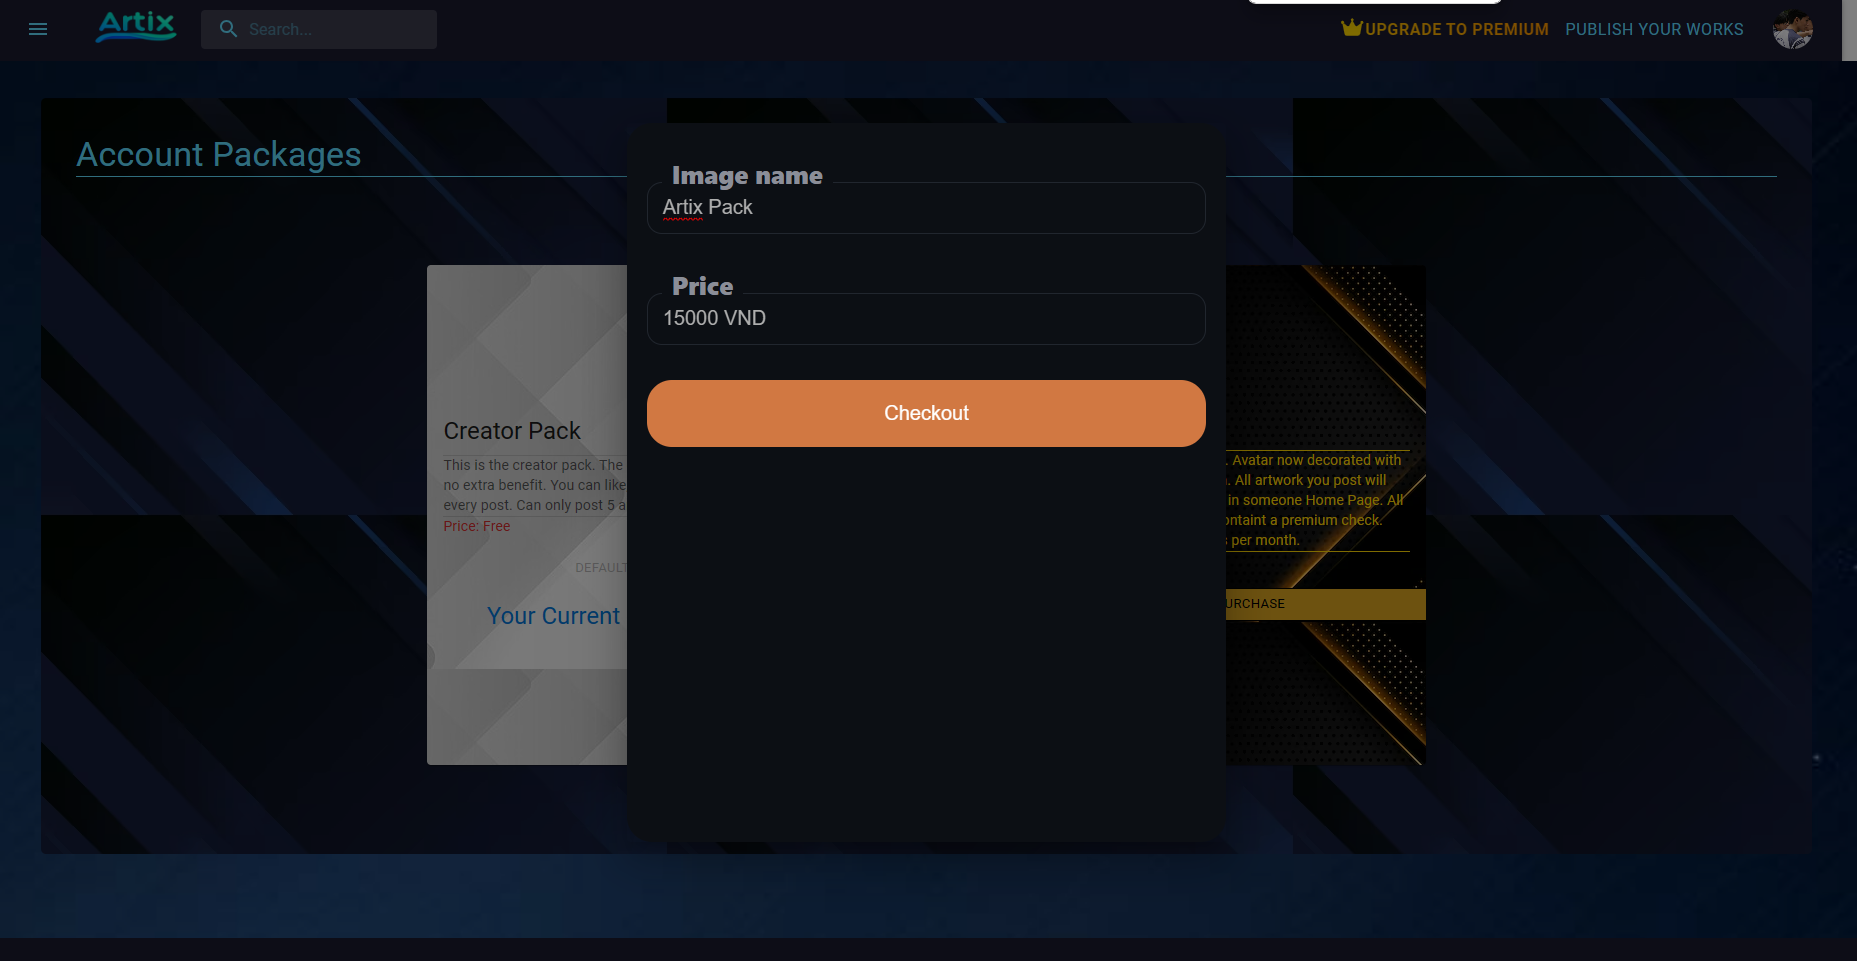 Artix
Search...
UPGRADE TO PREMIUM
PUBLISH YOUR WORKS
Account Packages
Image name
Artix Pack
Price
15000 VND
Checkout
Creator Pack
This is the creator pack. The
no extra benefit. You can like
every post. Can only post 5 a
Price: Free
DEFAULT
Your Current
. Avatar now decorated with
. All artwork you post will
in someone Home Page. All
ontaint a premium check.
s per month.
URCHASE